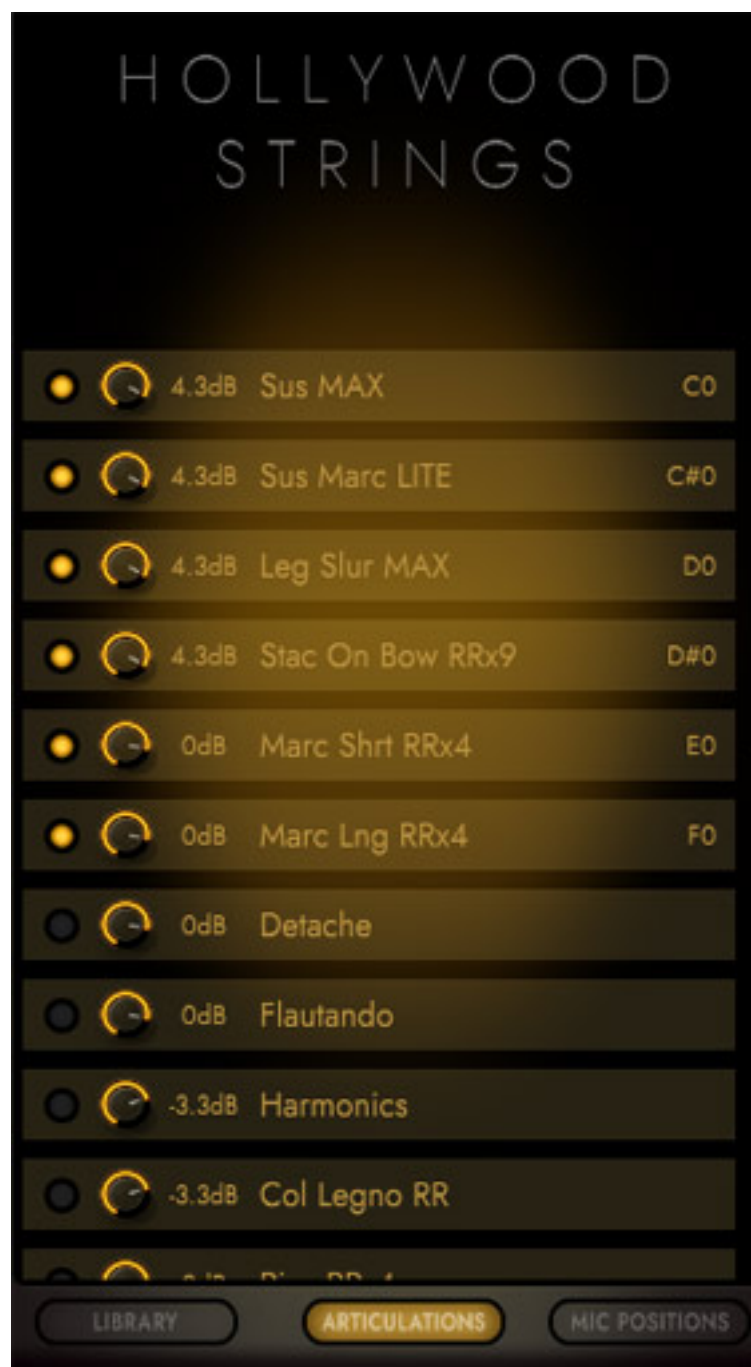 HOLLYWOOD
STRINGS
4.3dB Sus MAX C0
4.3dB Sus Marc LITE C#0
4.3dB Leg Slur MAX D0
4.3dB Stac On Bow RRx9 D#0
0dB Marc Shrt RRx4 E0
0dB Marc Lng RRx4 F0
0dB Detache
0dB Flautando
-3.3dB Harmonics
-3.3dB Col Legno RR
LIBRARY ARTICULATIONS MIC POSITIONS